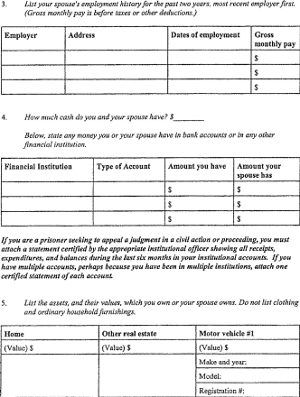 3. List your spouse's employment history for the past two years, most recent employer first.
(Gross monthly pay is before taxes or other deductions.)
Employer Address Dates of employment Gross
monthly pay
$
$
$
4. How much cash do you and your spouse have? $________
Below, state any money you or your spouse have in bank accounts or in any other
financial institution.
Financial Institution Type of Account Amount you have Amount your
spouse has
$ $
$ $
$ $
If you are a prisoner seeking to appeal a judgment in a civil action or proceeding, you must
attach a statement certified by the appropriate institutional officer showing all receipts,
expenditures, and balances during the last six months in your institutional accounts. If you
have multiple accounts, perhaps because you have been in multiple institutions, attach one
certified statement of each account.
5. List the assets, and their values, which you own or your spouse owns. Do not list clothing
and ordinary household furnishings.
Home Other real estate Motor vehicle #1
(Value) $ (Value) $ (Value) $
Make and year:
Model:
Registration #: